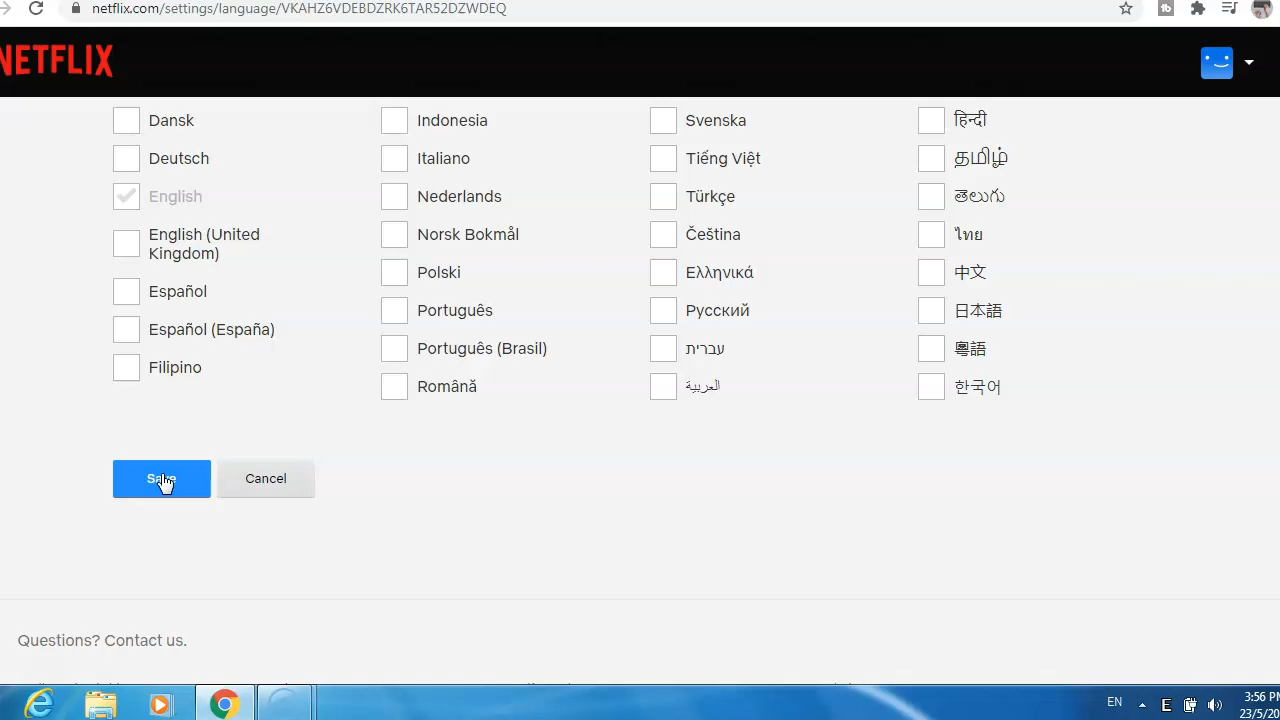 netflix.com/settings/language/VKAHZ6VDEBDZRK6TAR52DZWDEQ
NETFLIX
Dansk
Deutsch
English
English (United
Kingdom)
Español
Español (España)
Filipino
Indonesia
Italiano
Nederlands
Norsk Bokmål
Polski
Português
Português (Brasil)
Română
Svenska
Tiếng Việt
Türkçe
Čeština
Ελληνικά
Русский
עברית
العربية
हिन्दी
தமிழ்
తెలుగు
ไทย
中文
日本語
粵語
한국어
Cancel
Questions? Contact us.
EN
E
3:56 PM